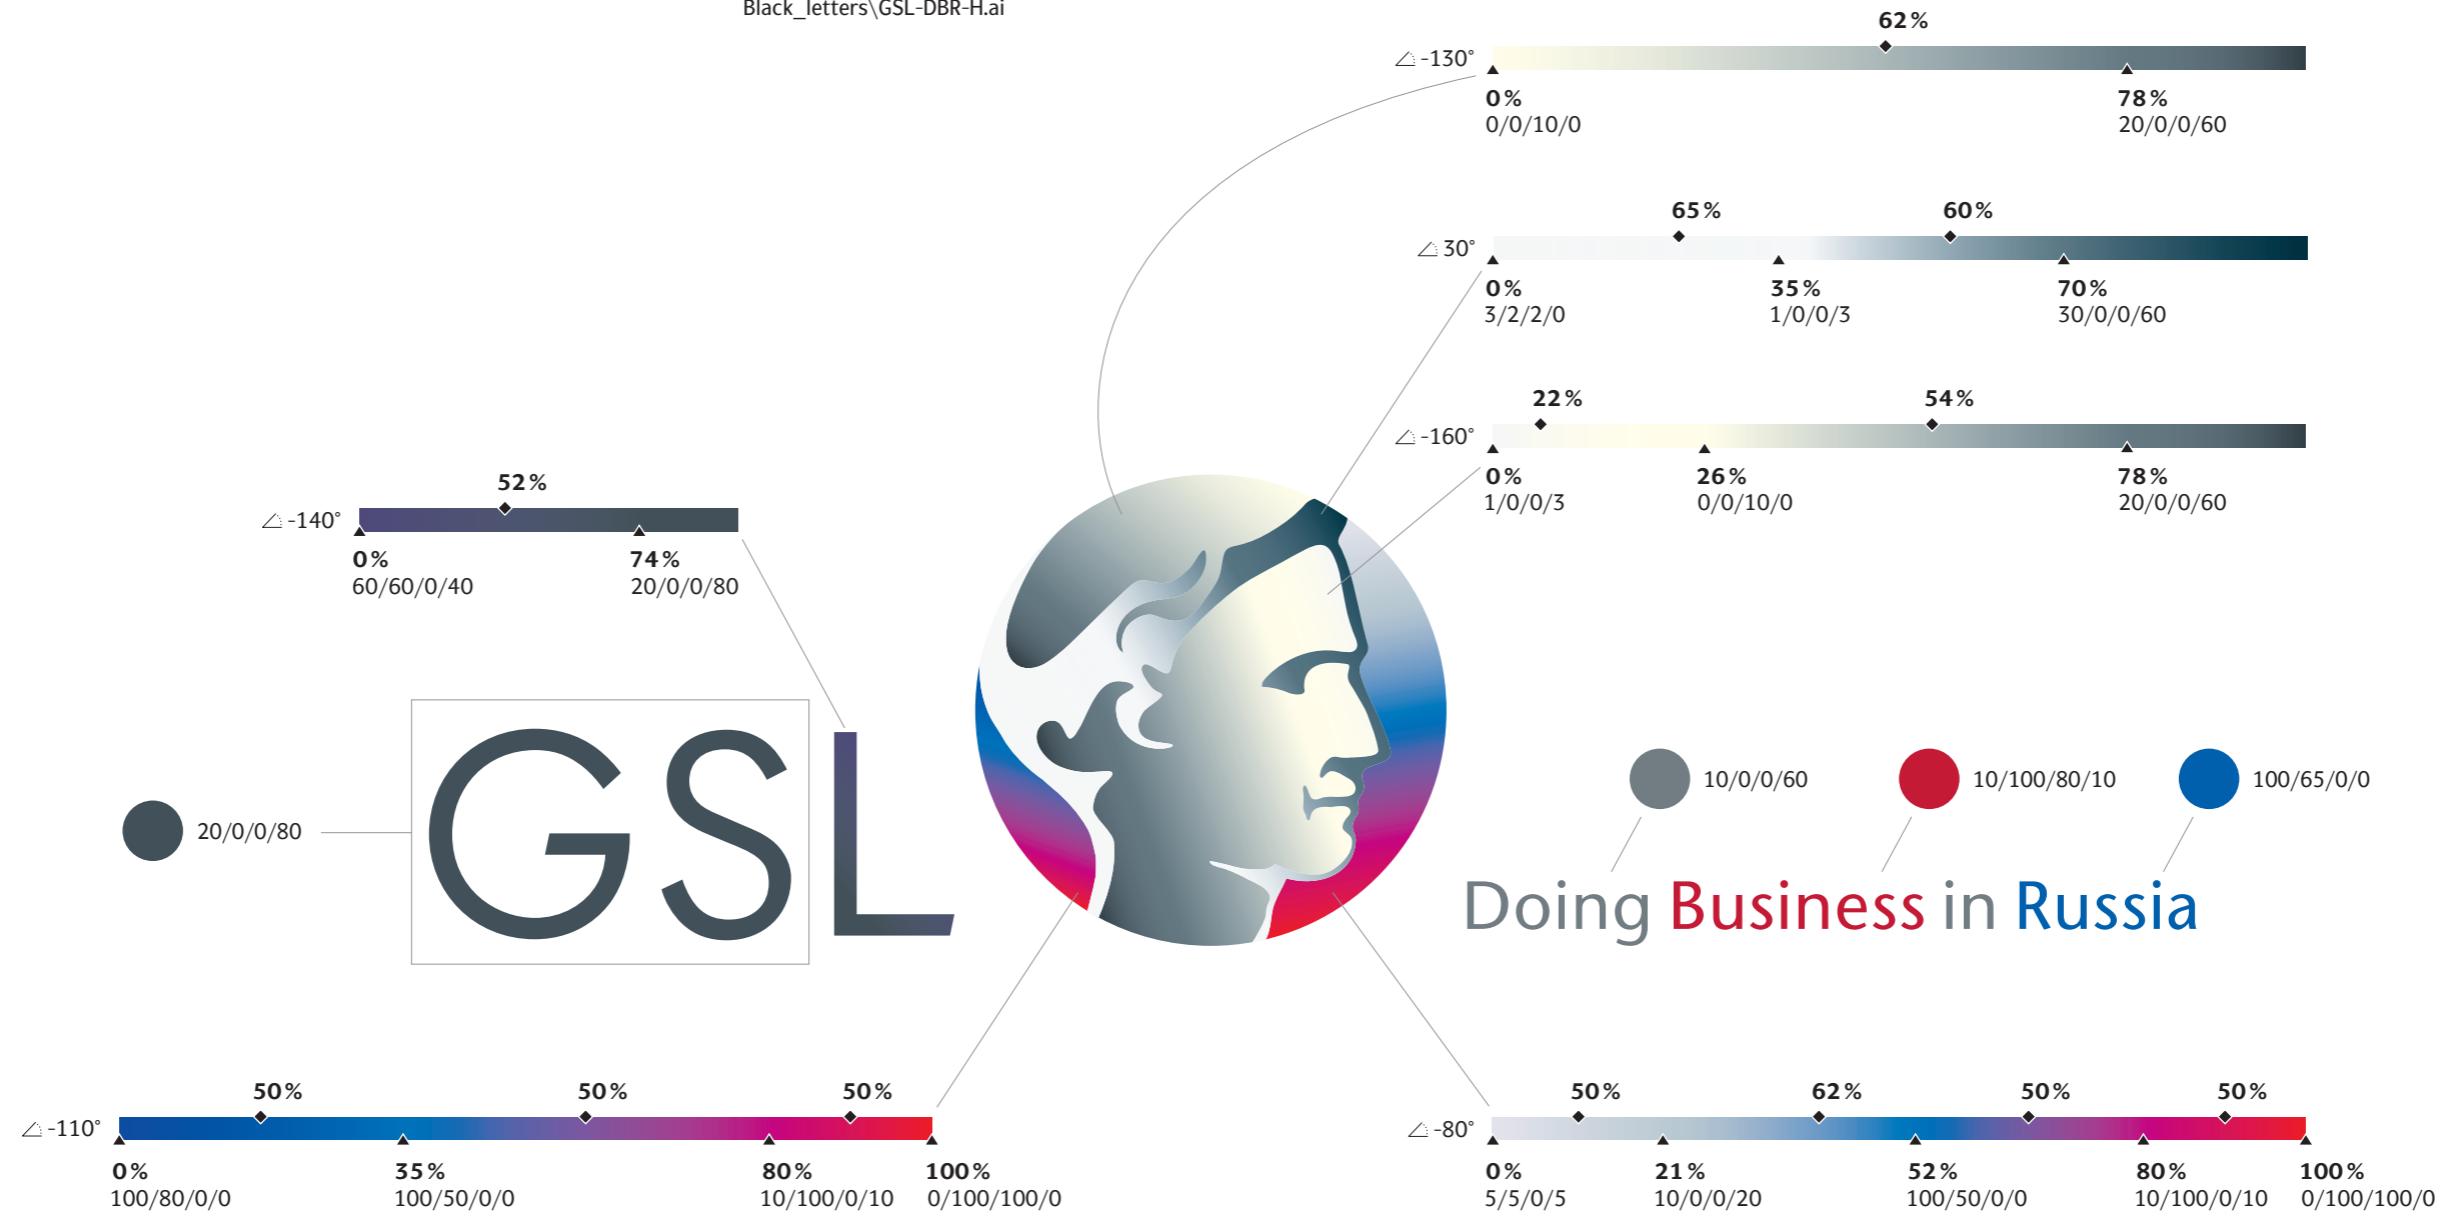 Black_letters\GSL-DBR-H.ai
62%
-130°
0% 78%
0/0/10/0 20/0/0/60
65% 60%
30°
0% 35% 70%
3/2/2/0 1/0/0/3 30/0/0/60
22% 54%
-160°
0% 26% 78%
1/0/0/3 0/0/10/0 20/0/0/60
52%
-140°
0% 74%
60/60/0/40 20/0/0/80
20/0/0/80
GSL
10/0/0/60 10/100/80/10 100/65/0/0
Doing Business in Russia
50% 50% 50%
-110°
0% 35% 80% 100%
100/80/0/0 100/50/0/0 10/100/0/10 0/100/100/0
50% 62% 50% 50%
-80°
0% 21% 52% 80% 100%
5/5/0/5 10/0/0/20 100/50/0/0 10/100/0/10 0/100/100/0